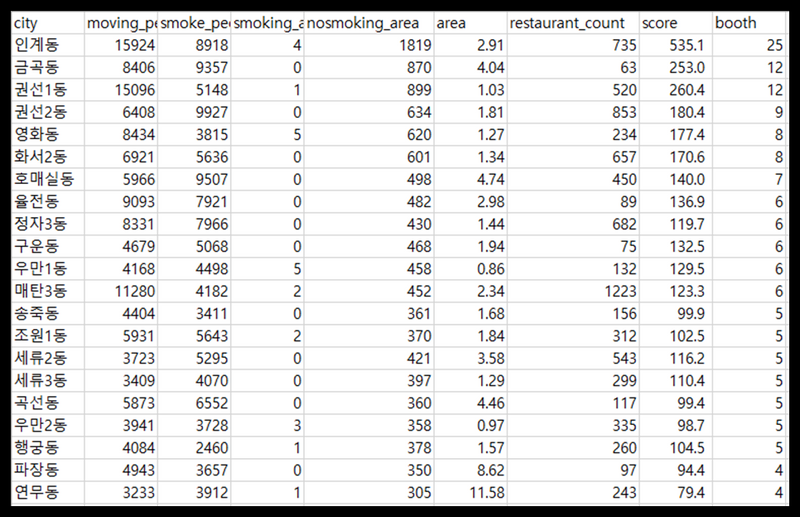 city moving_pe smoke_pee smoking_a nosmoking_area area restaurant_count score booth
인계동 15924 8918 4 1819 2.91 735 535.1 25
금곡동 8406 9357 0 870 4.04 63 253.0 12
권선1동 15096 5148 1 899 1.03 520 260.4 12
권선2동 6408 9927 0 634 1.81 853 180.4 9
영화동 8434 3815 5 620 1.27 234 177.4 8
화서2동 6921 5636 0 601 1.34 657 170.6 8
호매실동 5966 9507 0 498 4.74 450 140.0 7
율전동 9093 7921 0 482 2.98 89 136.9 6
정자3동 8331 7966 0 430 1.44 682 119.7 6
구운동 4679 5068 0 468 1.94 75 132.5 6
우만1동 4168 4498 5 458 0.86 132 129.5 6
매탄3동 11280 4182 2 452 2.34 1223 123.3 6
송죽동 4404 3411 0 361 1.68 156 99.9 5
조원1동 5931 5643 2 370 1.84 312 102.5 5
세류2동 3723 5295 0 421 3.58 543 116.2 5
세류3동 3409 4070 0 397 1.29 299 110.4 5
곡선동 5873 6552 0 360 4.46 117 99.4 5
우만2동 3941 3728 3 358 0.97 335 98.7 5
행궁동 4084 2460 1 378 1.57 260 104.5 5
파장동 4943 3657 0 350 8.62 97 94.4 4
연무동 3233 3912 1 305 11.58 243 79.4 4